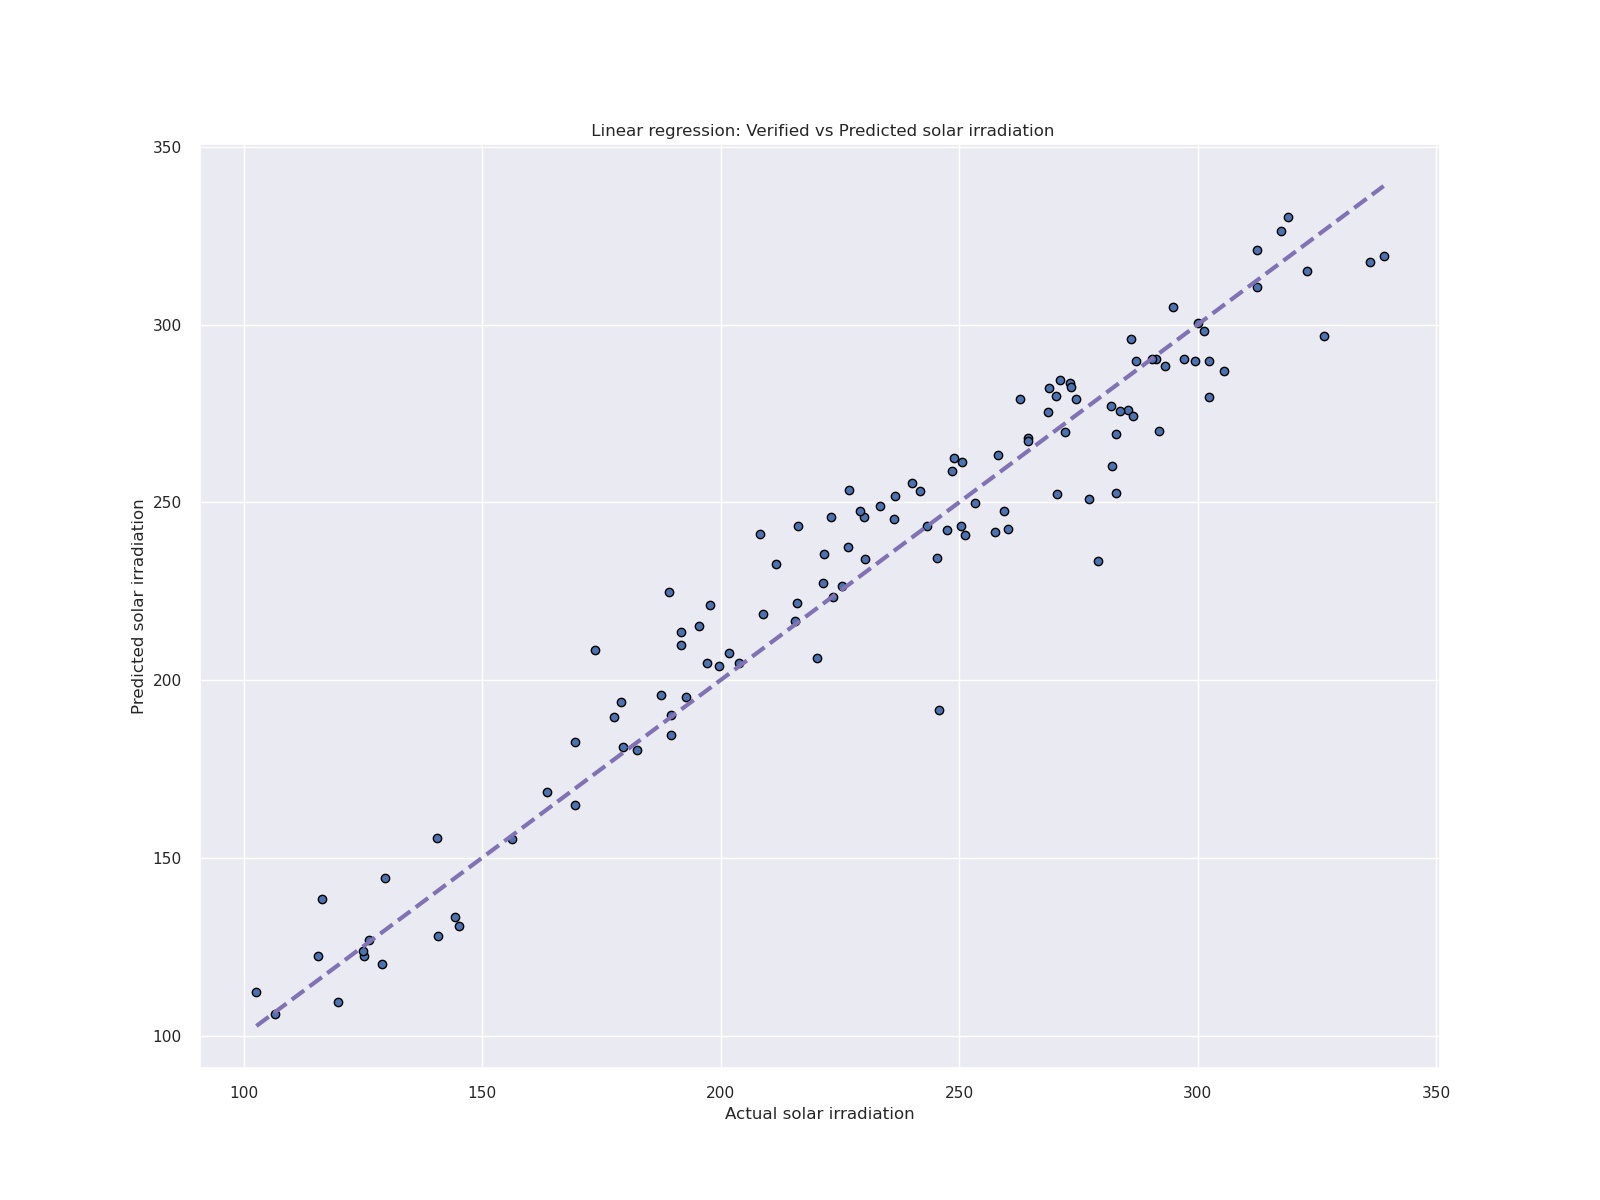 Linear regression: Verified vs Predicted solar irradiation
350
300
250
200
150
100
Predicted solar irradiation
100 150 200 250 300 350
Actual solar irradiation